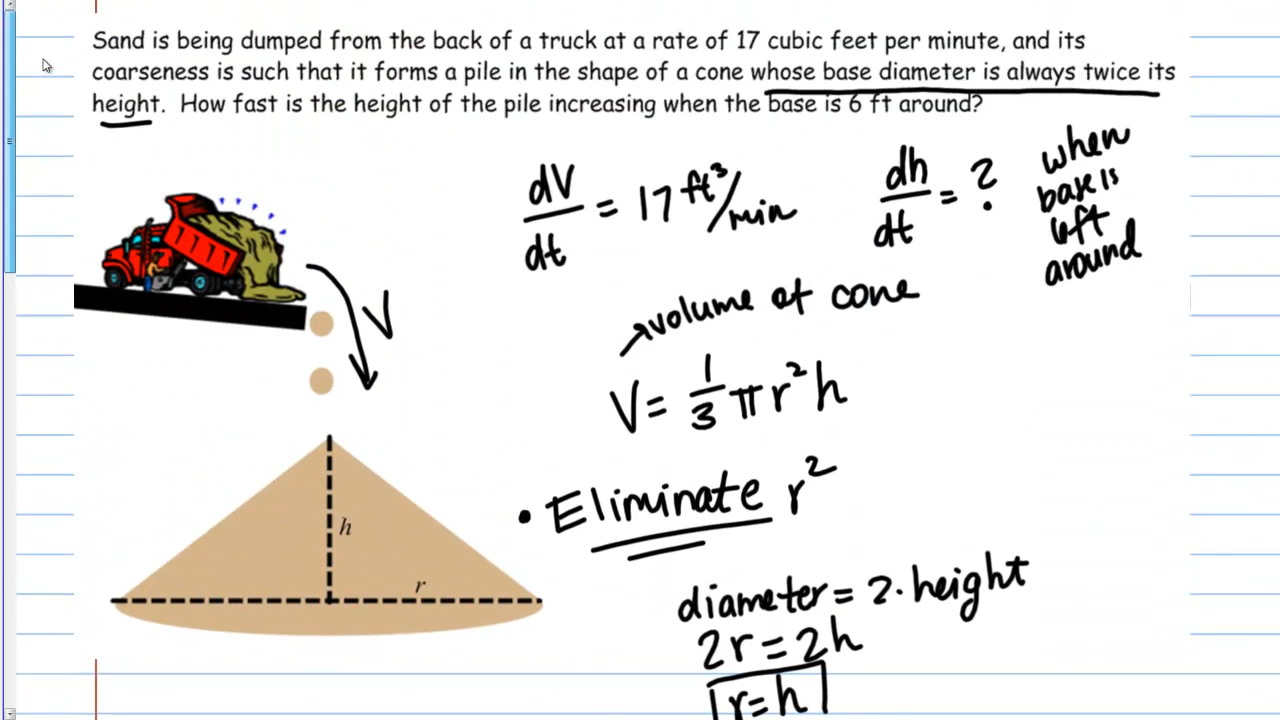 Sand is being dumped from the back of a truck at a rate of 17 cubic feet per minute, and its
coarseness is such that it forms a pile in the shape of a cone whose base diameter is always twice its
height. How fast is the height of the pile increasing when the base is 6 ft around?
dV/dt = 17 ft³/min
dh/dt = ?
when
base is
6ft
around
V
volume of cone
V = 1/3 π r² h
• Eliminate r²
h
r
diameter = 2·height
2r = 2h
r = h